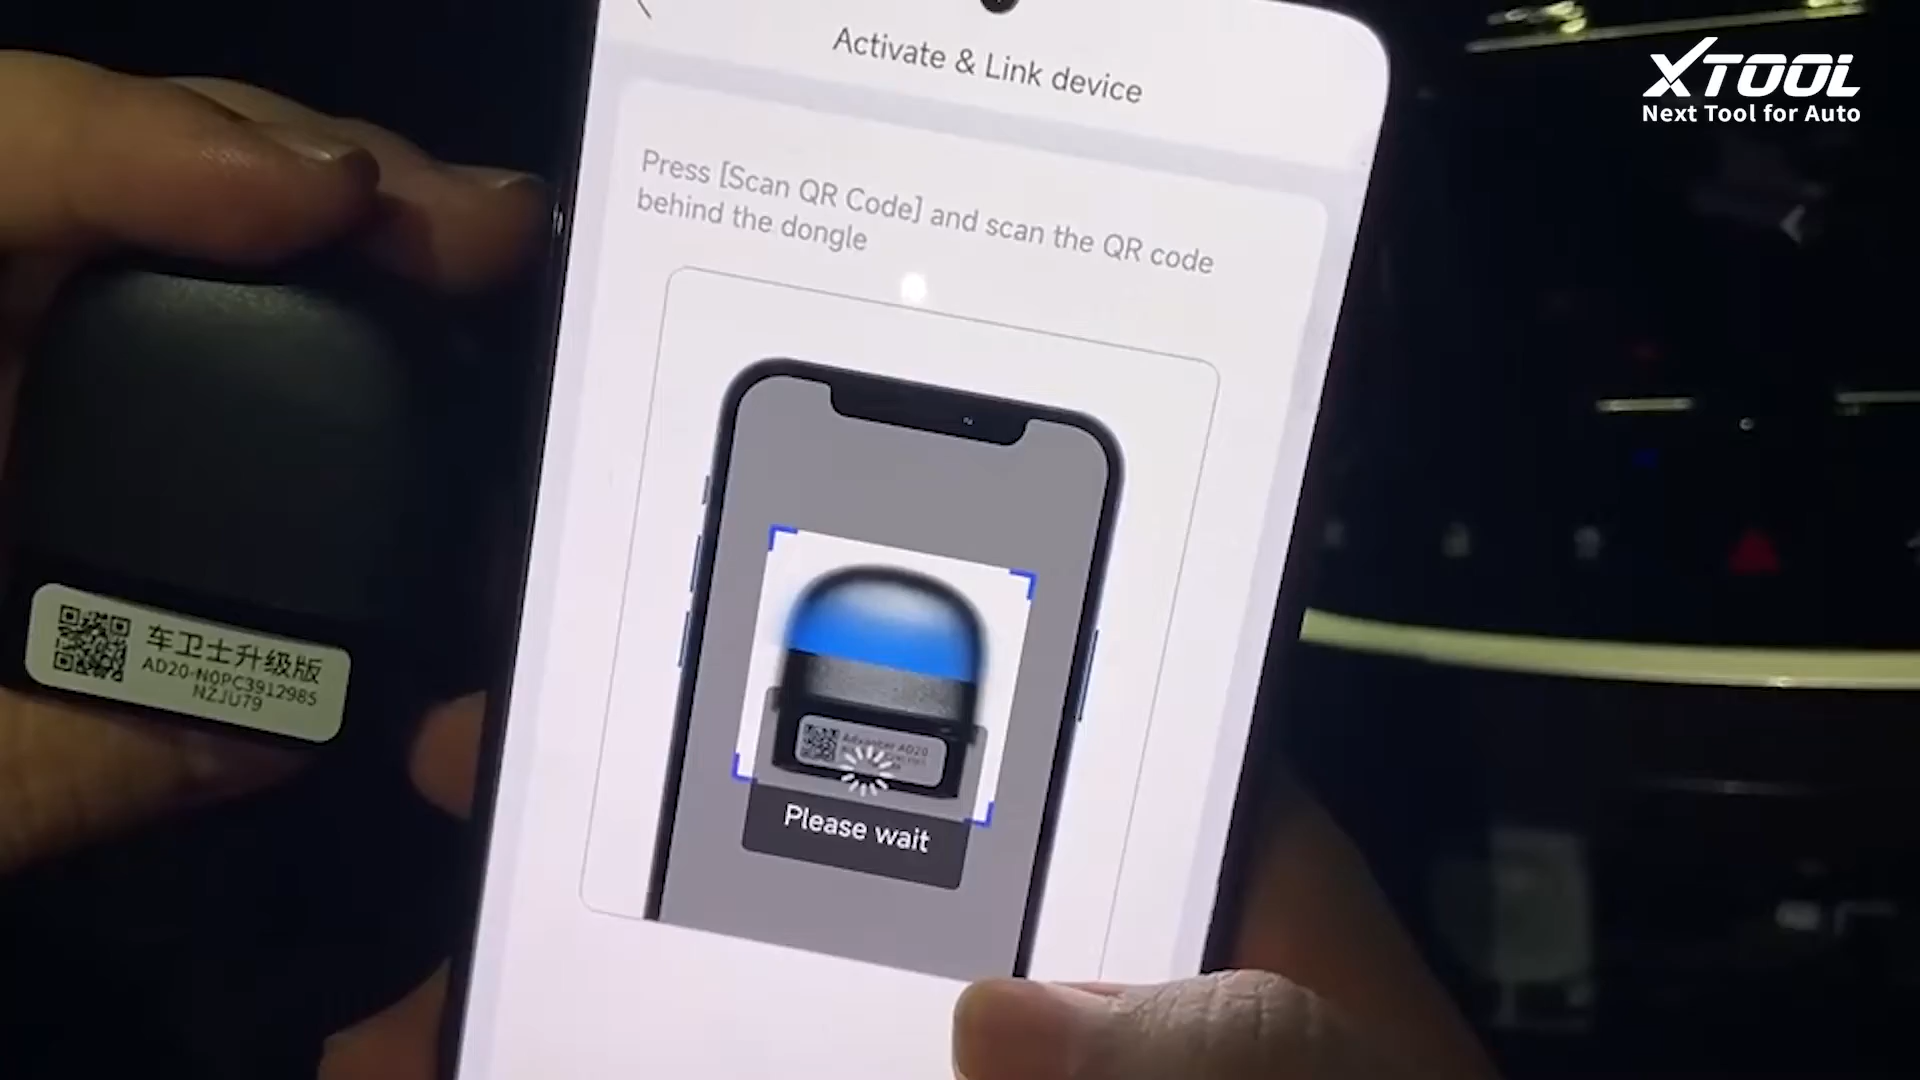 XTOOL
Next Tool for Auto
Activate & Link device
Press [Scan QR Code] and scan the QR code
behind the dongle
车卫士升级版
AD20-N0PC3912985
NZJU79
AD20
Please wait